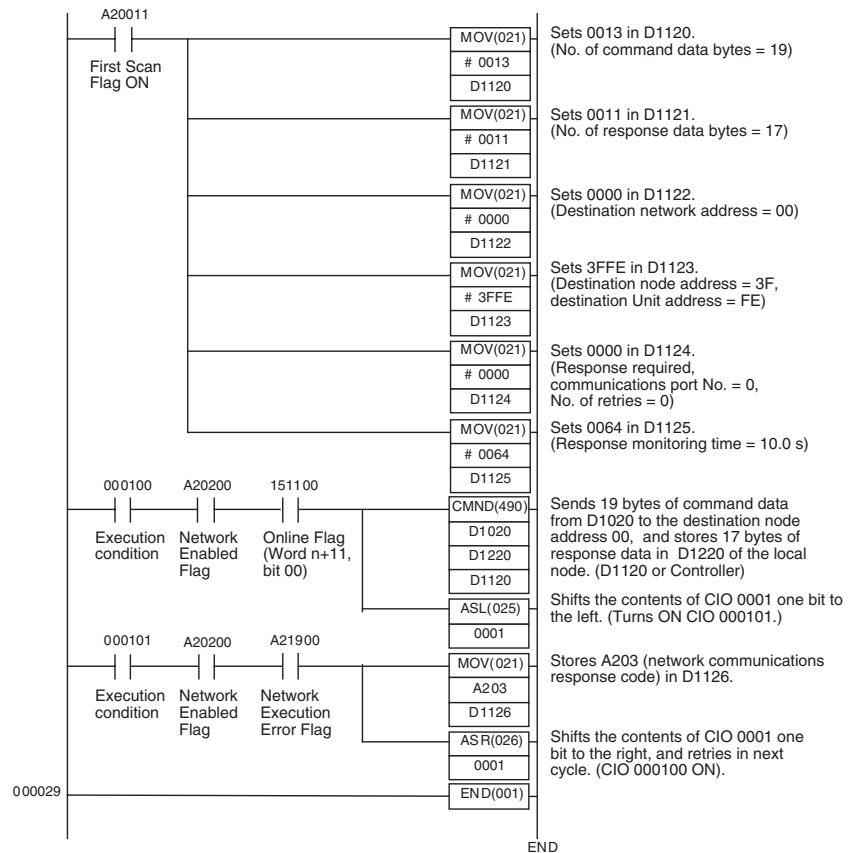 A20011
First Scan
Flag ON
MOV(021)
# 0013
D1120
Sets 0013 in D1120.
(No. of command data bytes = 19)
MOV(021)
# 0011
D1121
Sets 0011 in D1121.
(No. of response data bytes = 17)
MOV(021)
# 0000
D1122
Sets 0000 in D1122.
(Destination network address = 00)
MOV(021)
# 3FFE
D1123
Sets 3FFE in D1123.
(Destination node address = 3F,
destination Unit address = FE)
MOV(021)
# 0000
D1124
Sets 0000 in D1124.
(Response required,
communications port No. = 0,
No. of retries = 0)
MOV(021)
# 0064
D1125
Sets 0064 in D1125.
(Response monitoring time = 10.0 s)
000100 A20200 151100
Execution
condition
Network
Enabled
Flag
Online Flag
(Word n+11,
bit 00)
CMND(490)
D1020
D1220
D1120
Sends 19 bytes of command data
from D1020 to the destination node
address 00, and stores 17 bytes of
response data in D1220 of the local
node. (D1120 or Controller)
ASL(025)
0001
Shifts the contents of CIO 0001 one bit to
the left. (Turns ON CIO 000101.)
000101 A20200 A21900
Execution
condition
Network
Enabled
Flag
Network
Execution
Error Flag
MOV(021)
A203
D1126
Stores A203 (network communications
response code) in D1126.
ASR(026)
0001
Shifts the contents of CIO 0001 one
bit to the right, and retries in next
cycle. (CIO 000100 ON).
000029
END(001)
END